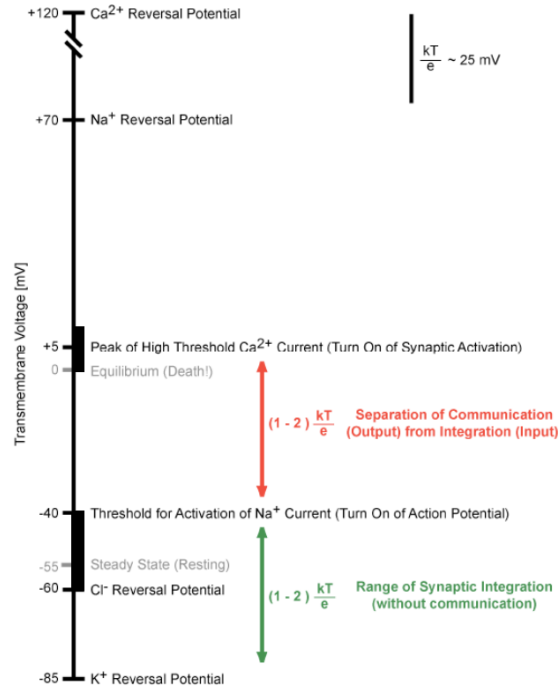 +120 Ca2+ Reversal Potential
kT/e ~ 25 mV
+70 Na+ Reversal Potential
Transmembrane Voltage [mV]
+5 Peak of High Threshold Ca2+ Current (Turn On of Synaptic Activation)
0 Equilibrium (Death!)
(1 - 2) kT/e Separation of Communication
(Output) from Integration (Input)
-40 Threshold for Activation of Na+ Current (Turn On of Action Potential)
-55 Steady State (Resting)
-60 Cl- Reversal Potential
(1 - 2) kT/e Range of Synaptic Integration
(without communication)
-85 K+ Reversal Potential